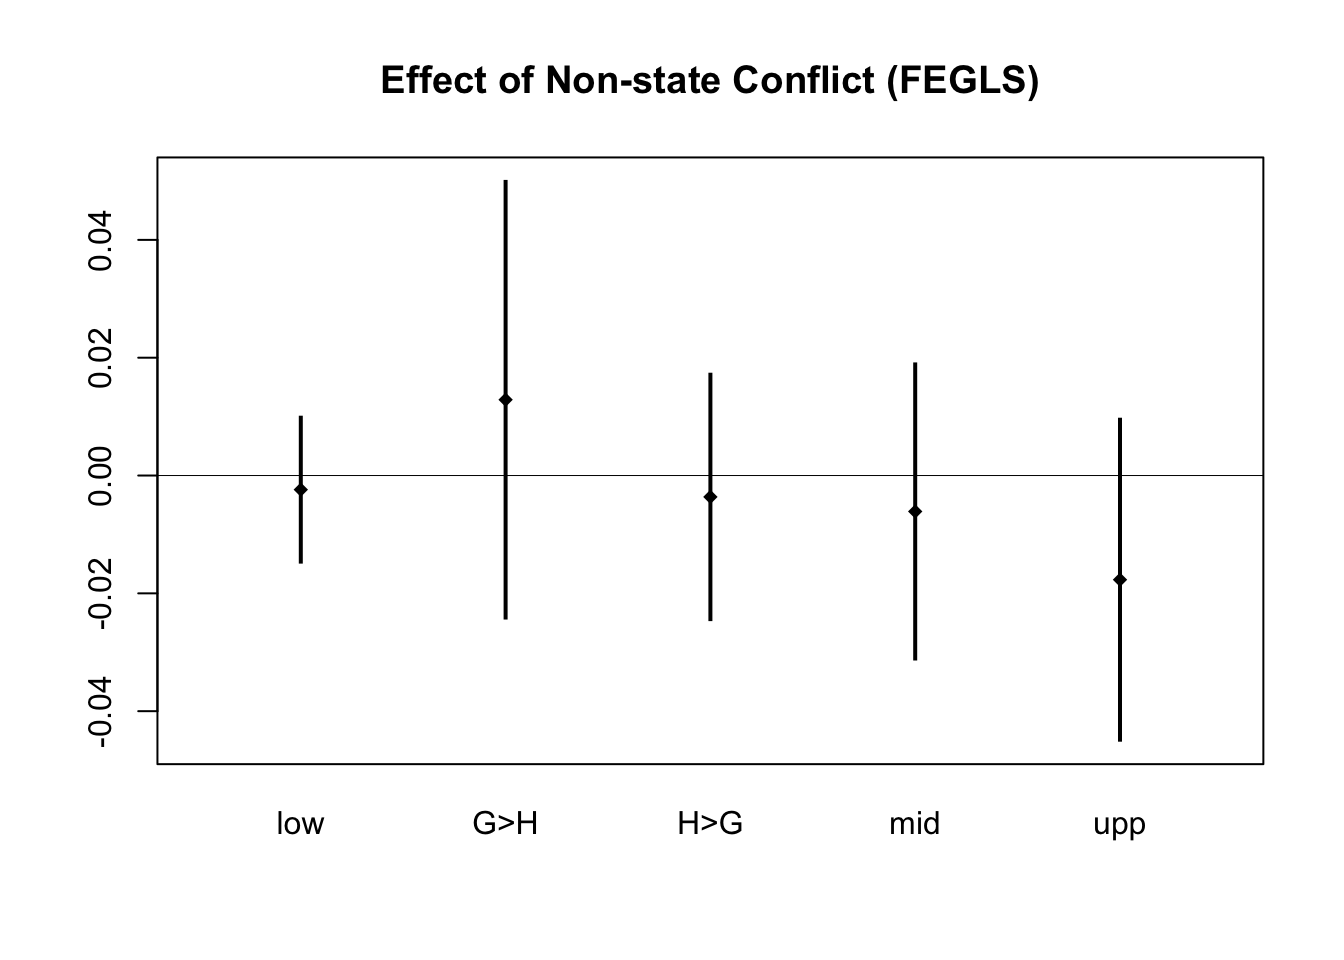 Effect of Non-state Conflict (FEGLS)
0.04
0.02
0.00
-0.02
-0.04
low G>H H>G mid upp